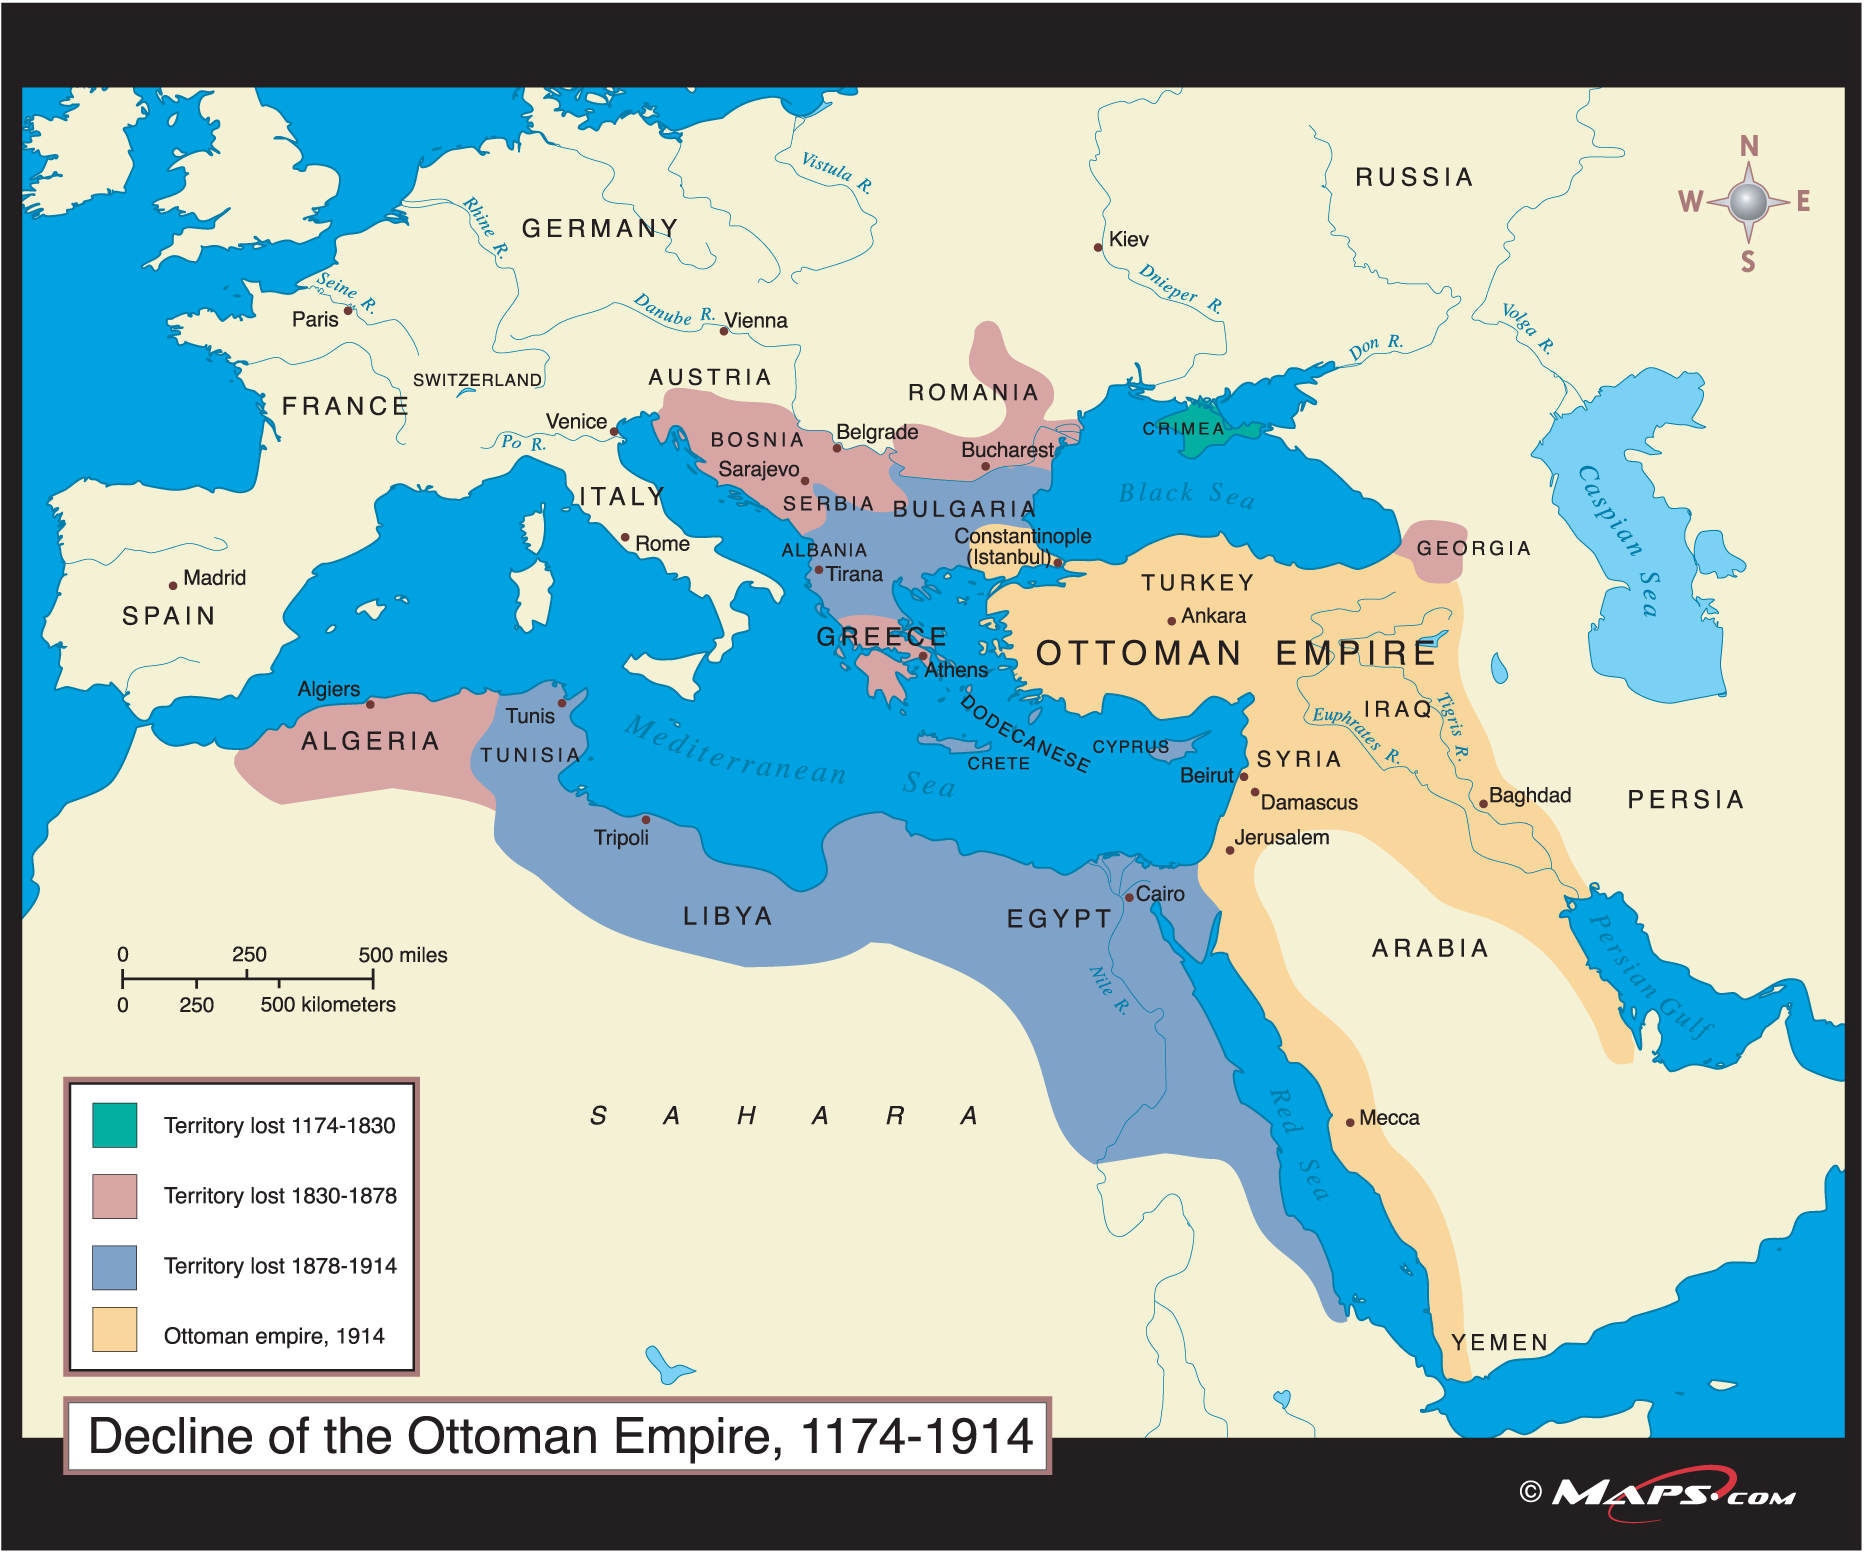 N
W E
S
RUSSIA
Vistula R.
Rhine R.
GERMANY
Kiev
Dnieper R.
Seine R.
Paris
Danube R.
Vienna
Volga R.
Don R.
SWITZERLAND
AUSTRIA
ROMANIA
FRANCE
Venice
Po R.
BOSNIA
Belgrade
Bucharest
CRIMEA
Sarajevo
SERBIA
BULGARIA
Black Sea
Caspian Sea
ITALY
Rome
ALBANIA
Tirana
Constantinople
(Istanbul)
GEORGIA
Madrid
SPAIN
TURKEY
Ankara
GREECE
Athens
OTTOMAN EMPIRE
Algiers
ALGERIA
Tunis
TUNISIA
Mediterranean Sea
DODECANESE
CRETE
CYPRUS
IRAQ
Tigris R.
Euphrates R.
SYRIA
Beirut
Damascus
Baghdad
PERSIA
Jerusalem
Tripoli
LIBYA
EGYPT
Cairo
Nile R.
ARABIA
Persian Gulf
0 250 500 miles
0 250 500 kilometers
SAHARA
Red Sea
Mecca
YEMEN
Territory lost 1174-1830
Territory lost 1830-1878
Territory lost 1878-1914
Ottoman empire, 1914
Decline of the Ottoman Empire, 1174-1914
© MAPS.COM